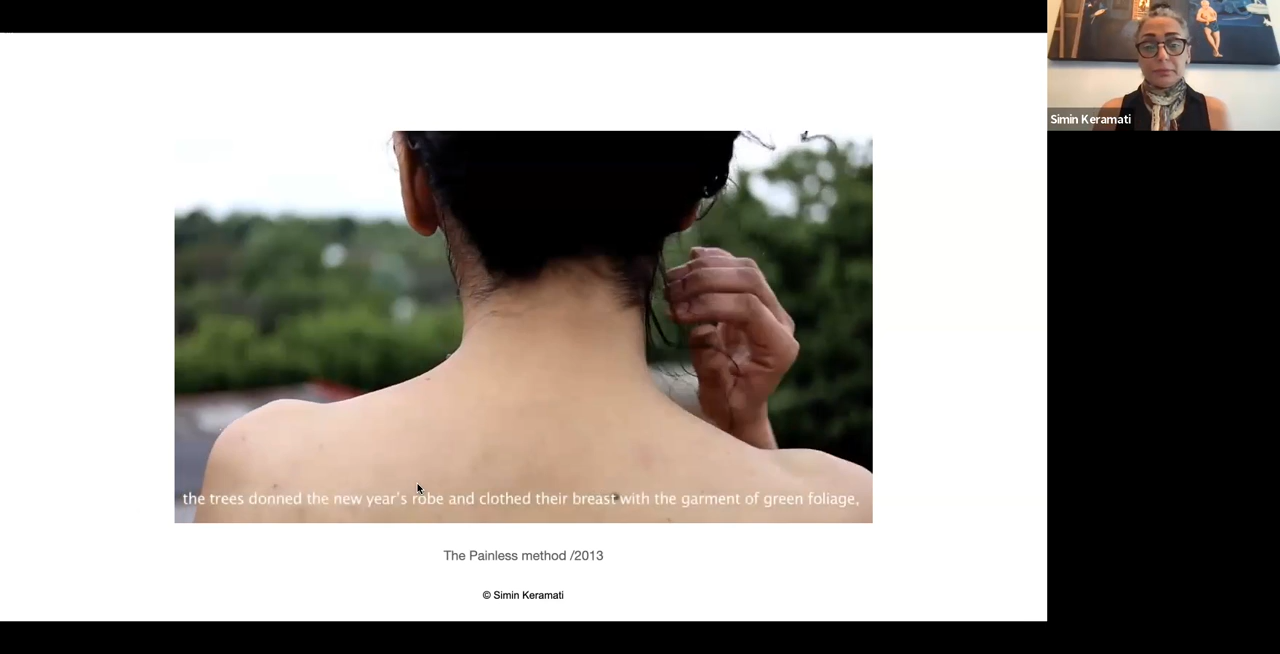 Simin Keramati
the trees donned the new year's robe and clothed their breast with the garment of green foliage,
The Painless method /2013
© Simin Keramati